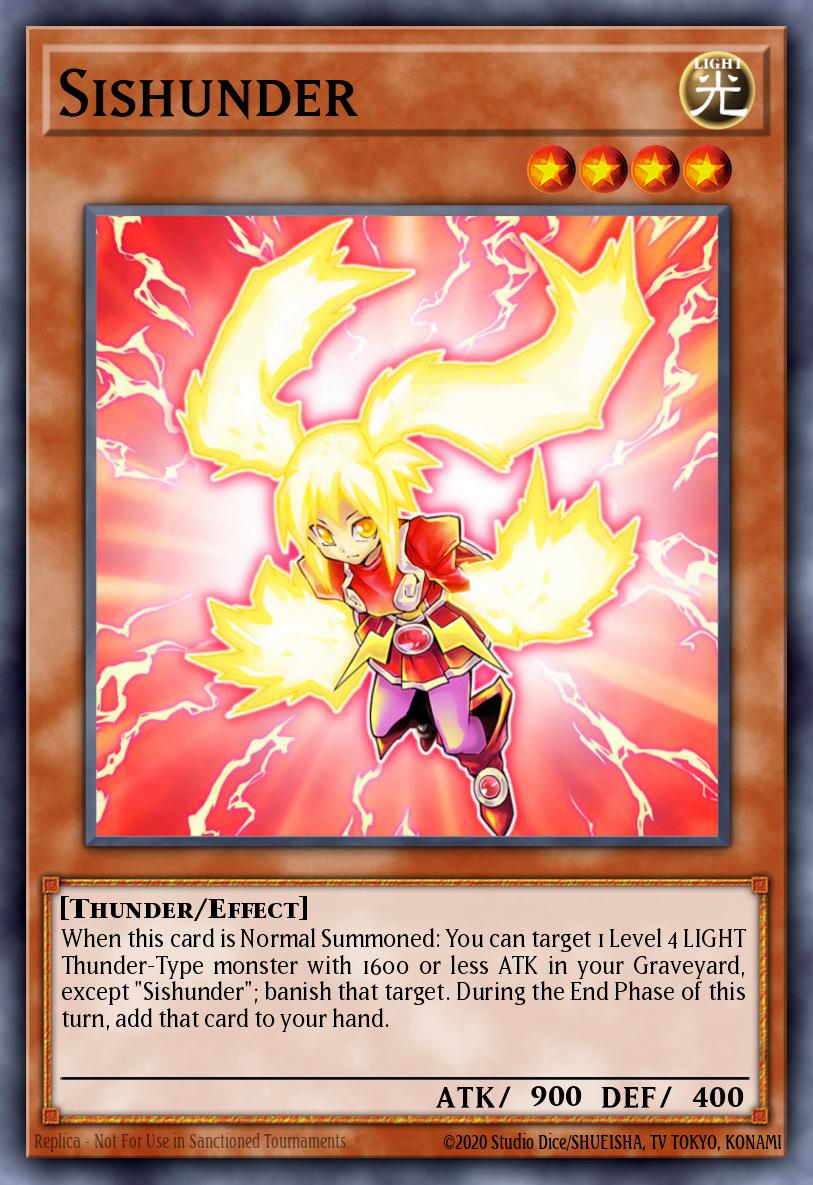 Sishunder
LIGHT
光
[Thunder/Effect]
When this card is Normal Summoned: You can target 1 Level 4 LIGHT
Thunder-Type monster with 1600 or less ATK in your Graveyard,
except "Sishunder"; banish that target. During the End Phase of this
turn, add that card to your hand.
ATK/ 900 DEF/ 400
Replica - Not For Use in Sanctioned Tournaments.
©2020 Studio Dice/SHUEISHA, TV TOKYO, KONAMI